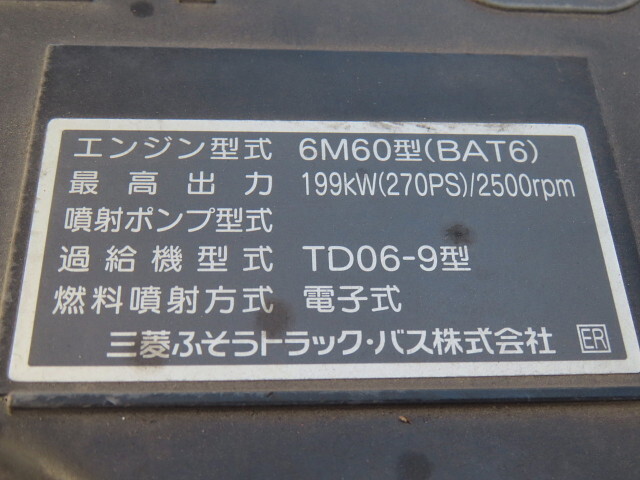 エンジン型式 6M60型(BAT6)
最高出力 199kW(270PS)/2500rpm
噴射ポンプ型式
過給機型式 TD06-9型
燃料噴射方式 電子式
三菱ふそうトラック・バス株式会社 ER